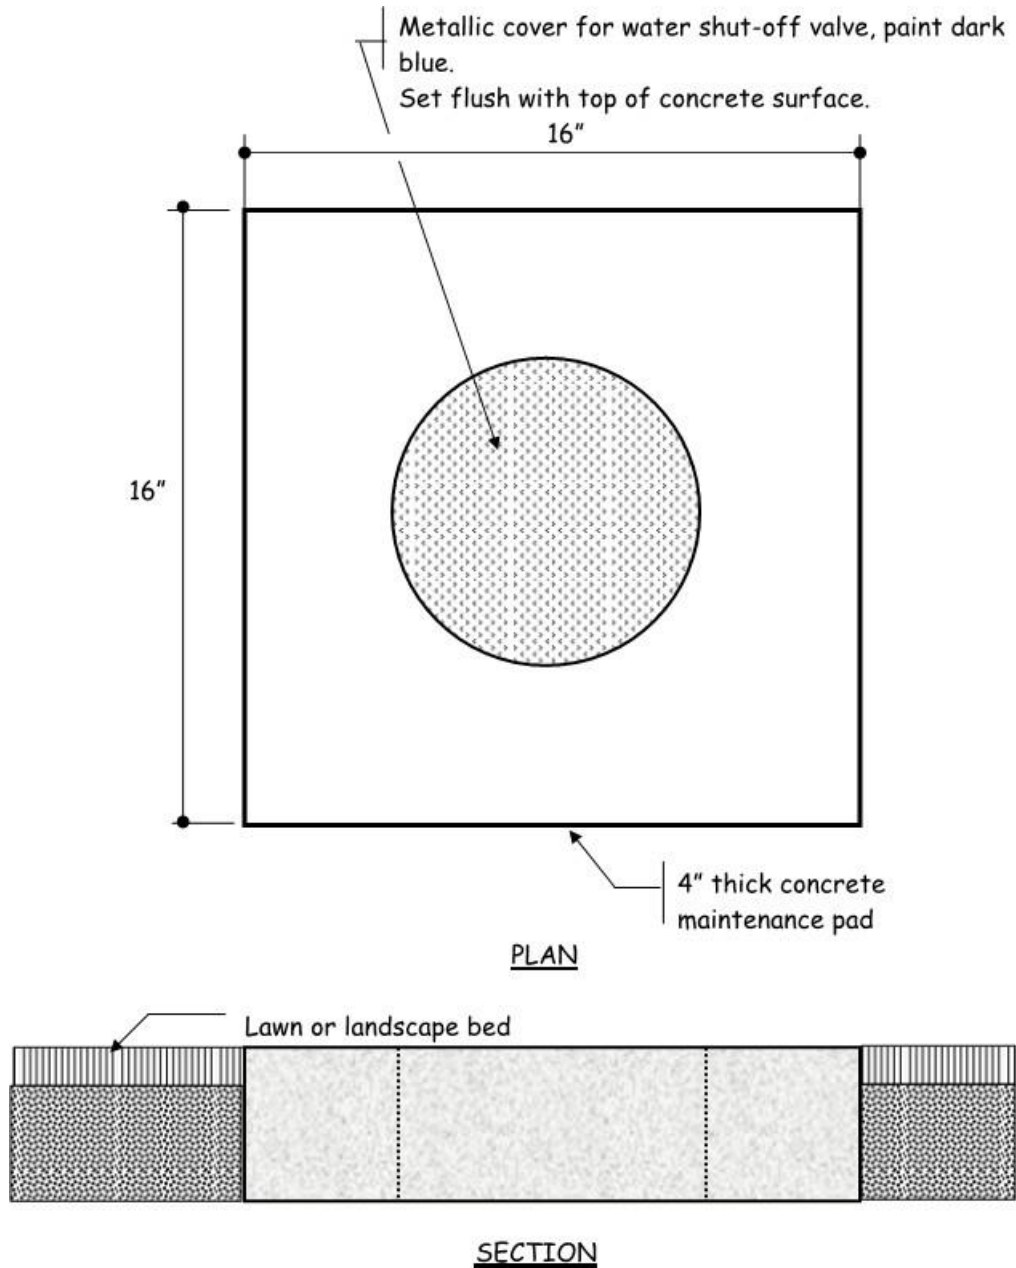 Metallic cover for water shut-off valve, paint dark
blue.
Set flush with top of concrete surface.
16”
16”
4” thick concrete
maintenance pad
PLAN
Lawn or landscape bed
SECTION